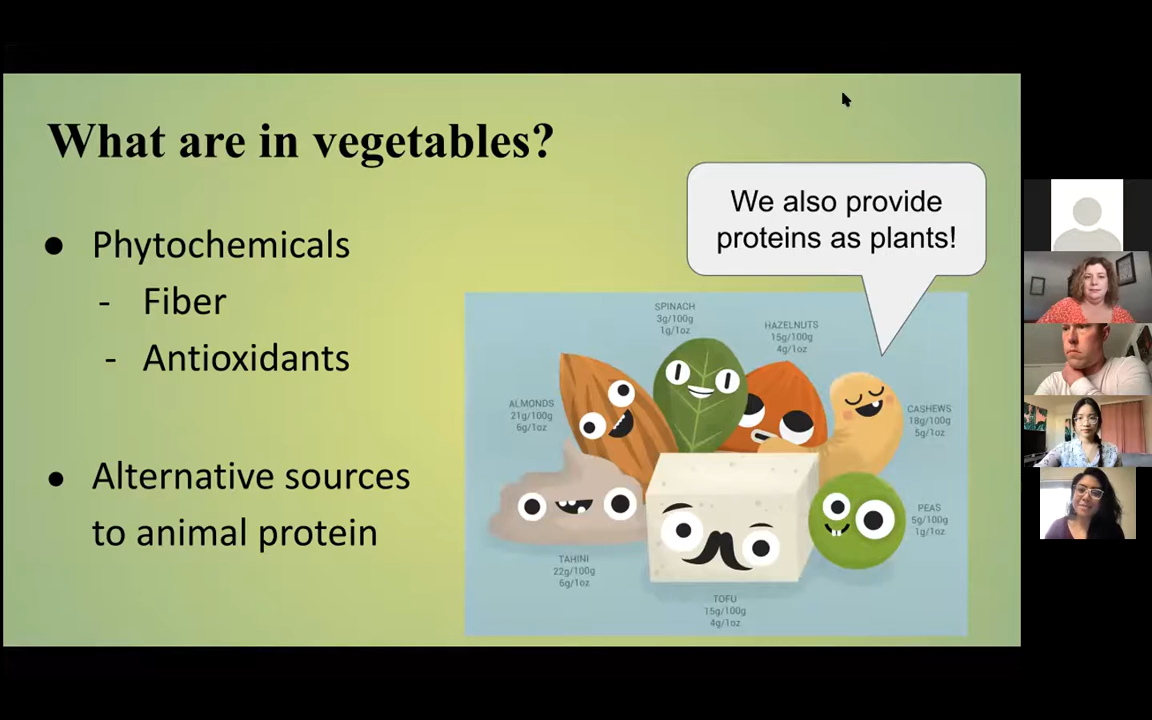 What are in vegetables?
● Phytochemicals
- Fiber
- Antioxidants
● Alternative sources
to animal protein
We also provide
proteins as plants!
SPINACH
3g/100g
1g/1oz
HAZELNUTS
15g/100g
4g/1oz
ALMONDS
21g/100g
6g/1oz
CASHEWS
18g/100g
5g/1oz
PEAS
5g/100g
1g/1oz
TAHINI
22g/100g
6g/1oz
TOFU
15g/100g
4g/1oz